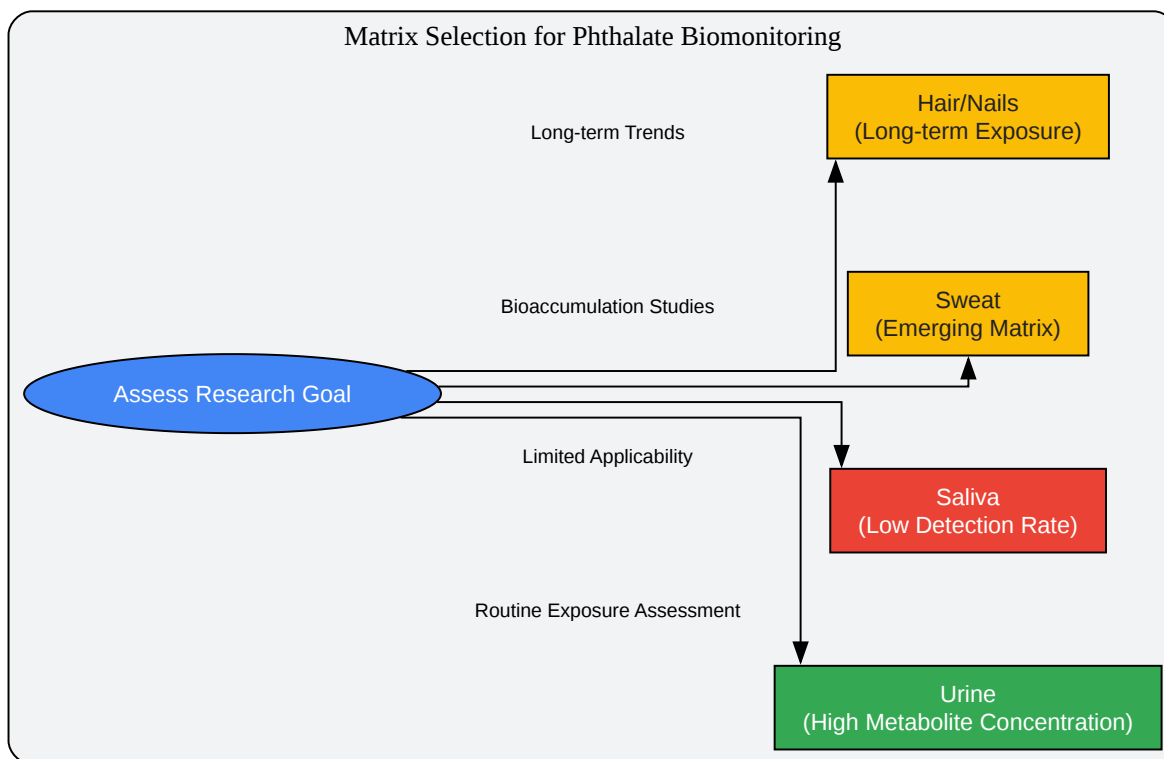 Matrix Selection for Phthalate Biomonitoring
Hair/Nails
(Long-term Exposure)
Long-term Trends
Sweat
(Emerging Matrix)
Bioaccumulation Studies
Assess Research Goal
Limited Applicability
Saliva
(Low Detection Rate)
Routine Exposure Assessment
Urine
(High Metabolite Concentration)